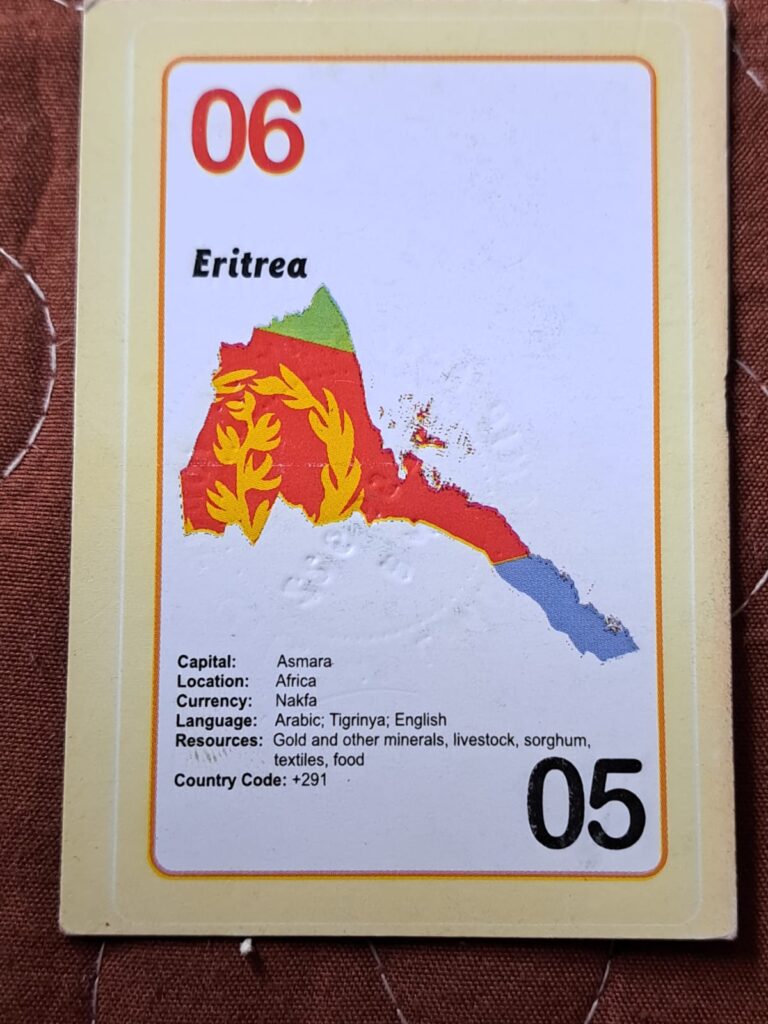 06
Eritrea
Capital: Asmara
Location: Africa
Currency: Nakfa
Language: Arabic; Tigrinya; English
Resources: Gold and other minerals, livestock, sorghum,
textiles, food
Country Code: +291
05